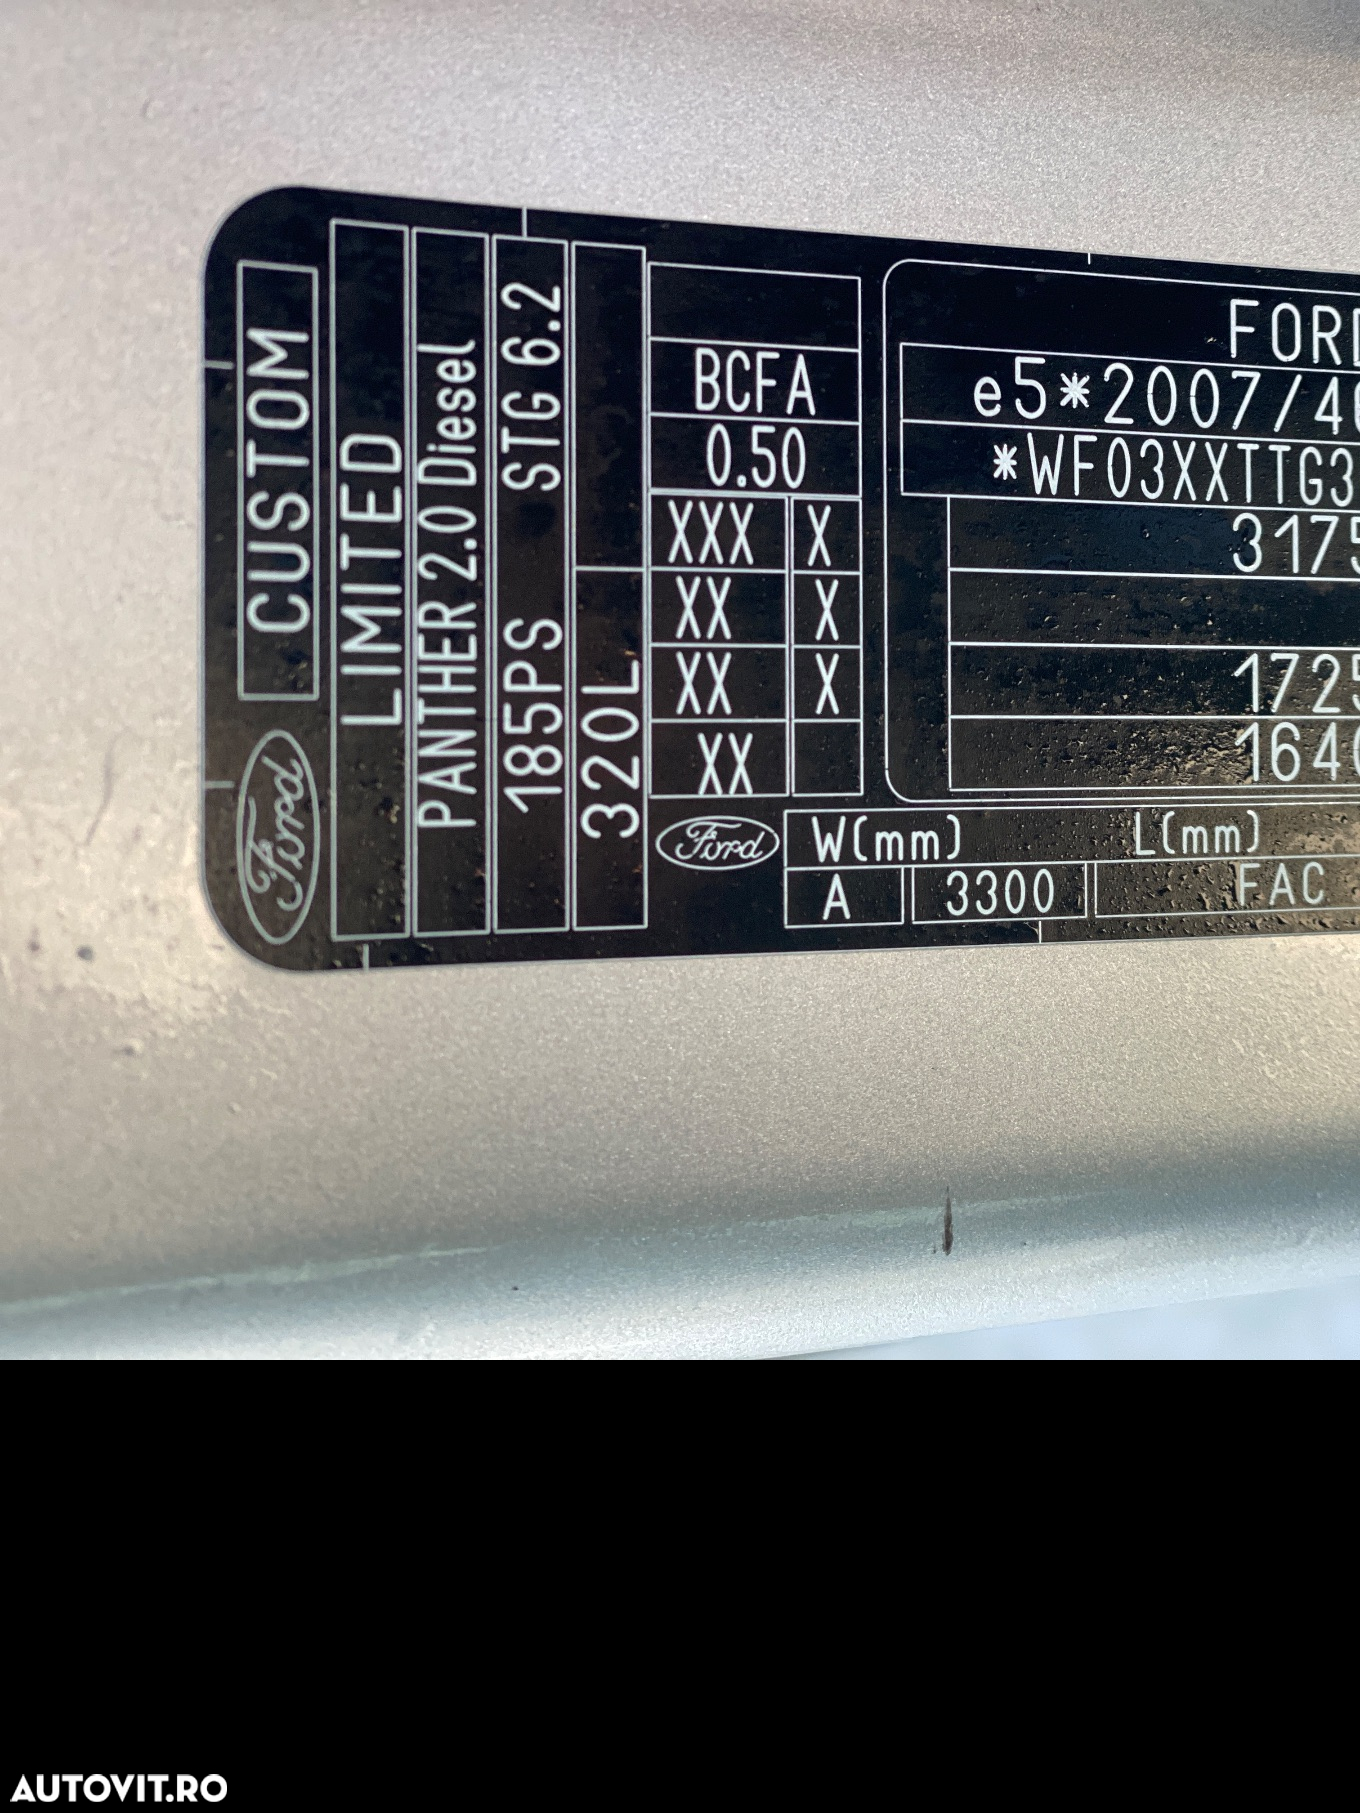 Ford CUSTOM
LIMITED
PANTHER 2.0 Diesel
185PS STG 6.2
320L
BCFA
0.50
XXX X
XX X
XX X
XX
FORD
e5*2007/4
*WF03XXTTG3
3175
1725
1640
Ford W(mm) L(mm)
A 3300 FAC
AUTOVIT.RO